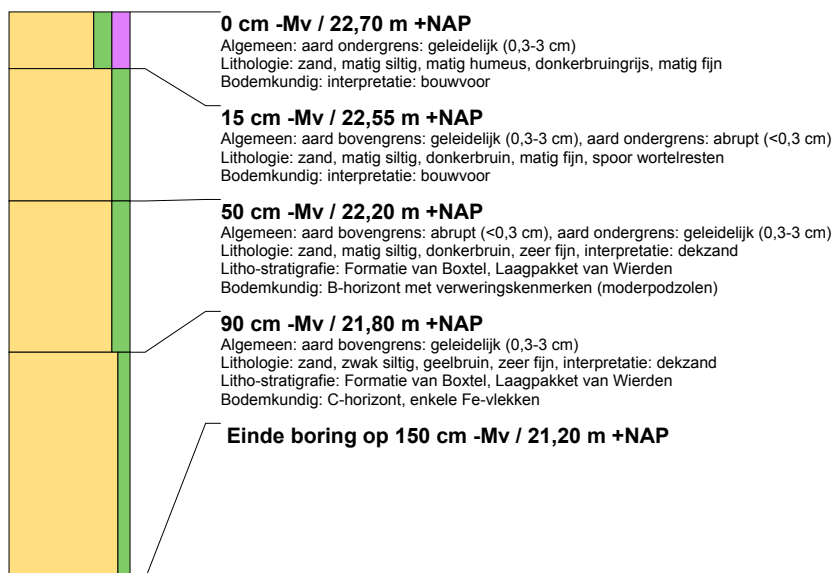 0 cm -Mv / 22,70 m +NAP
Algemeen: aard ondergrens: geleidelijk (0,3-3 cm)
Lithologie: zand, matig siltig, matig humeus, donkerbruingrijs, matig fijn
Bodemkundig: interpretatie: bouwvoor
15 cm -Mv / 22,55 m +NAP
Algemeen: aard bovengrens: geleidelijk (0,3-3 cm), aard ondergrens: abrupt (<0,3 cm)
Lithologie: zand, matig siltig, donkerbruin, matig fijn, spoor wortelresten
Bodemkundig: interpretatie: bouwvoor
50 cm -Mv / 22,20 m +NAP
Algemeen: aard bovengrens: abrupt (<0,3 cm), aard ondergrens: geleidelijk (0,3-3 cm)
Lithologie: zand, matig siltig, donkerbruin, zeer fijn, interpretatie: dekzand
Litho-stratigrafie: Formatie van Boxtel, Laagpakket van Wierden
Bodemkundig: B-horizont met verweringskenmerken (moderpodzolen)
90 cm -Mv / 21,80 m +NAP
Algemeen: aard bovengrens: geleidelijk (0,3-3 cm)
Lithologie: zand, zwak siltig, geelbruin, zeer fijn, interpretatie: dekzand
Litho-stratigrafie: Formatie van Boxtel, Laagpakket van Wierden
Bodemkundig: C-horizont, enkele Fe-vlekken
Einde boring op 150 cm -Mv / 21,20 m +NAP